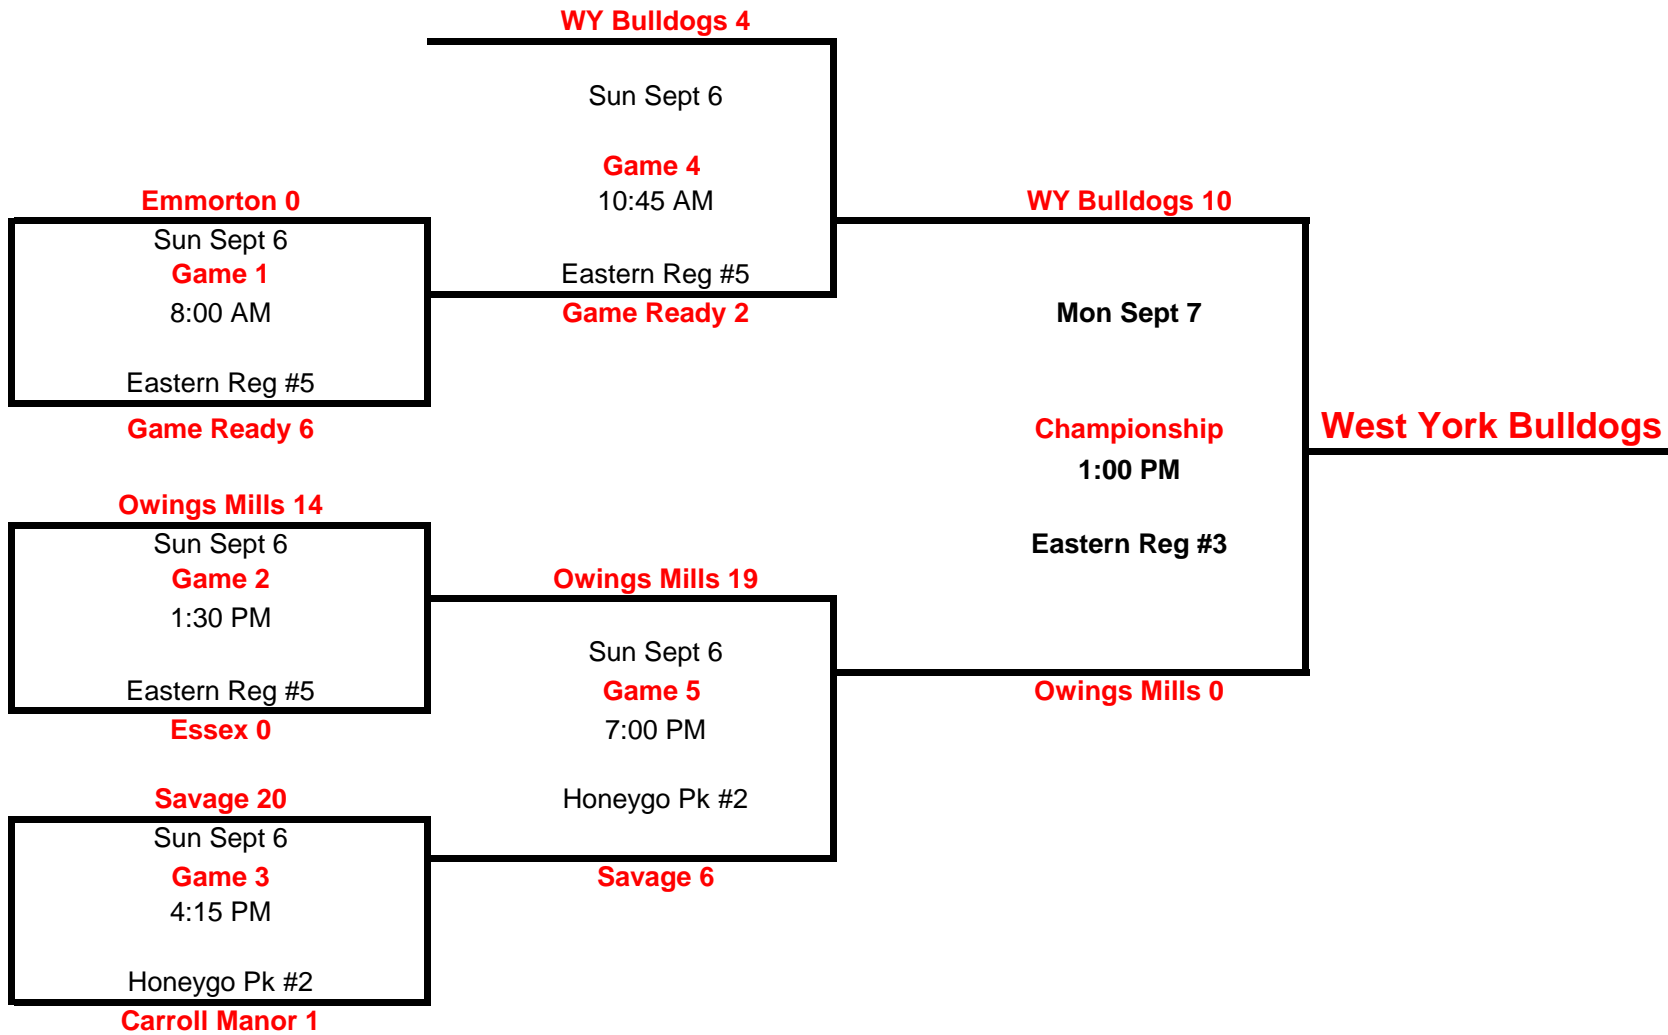 WY Bulldogs 4
Sun Sept 6
Game 4
10:45 AM
Eastern Reg #5
Game Ready 2
Emmorton 0
Sun Sept 6
Game 1
8:00 AM
Eastern Reg #5
Game Ready 6
WY Bulldogs 10
Mon Sept 7
Championship
1:00 PM
Eastern Reg #3
Owings Mills 0
West York Bulldogs
Owings Mills 14
Sun Sept 6
Game 2
1:30 PM
Eastern Reg #5
Essex 0
Owings Mills 19
Sun Sept 6
Game 5
7:00 PM
Honeygo Pk #2
Savage 6
Savage 20
Sun Sept 6
Game 3
4:15 PM
Honeygo Pk #2
Carroll Manor 1